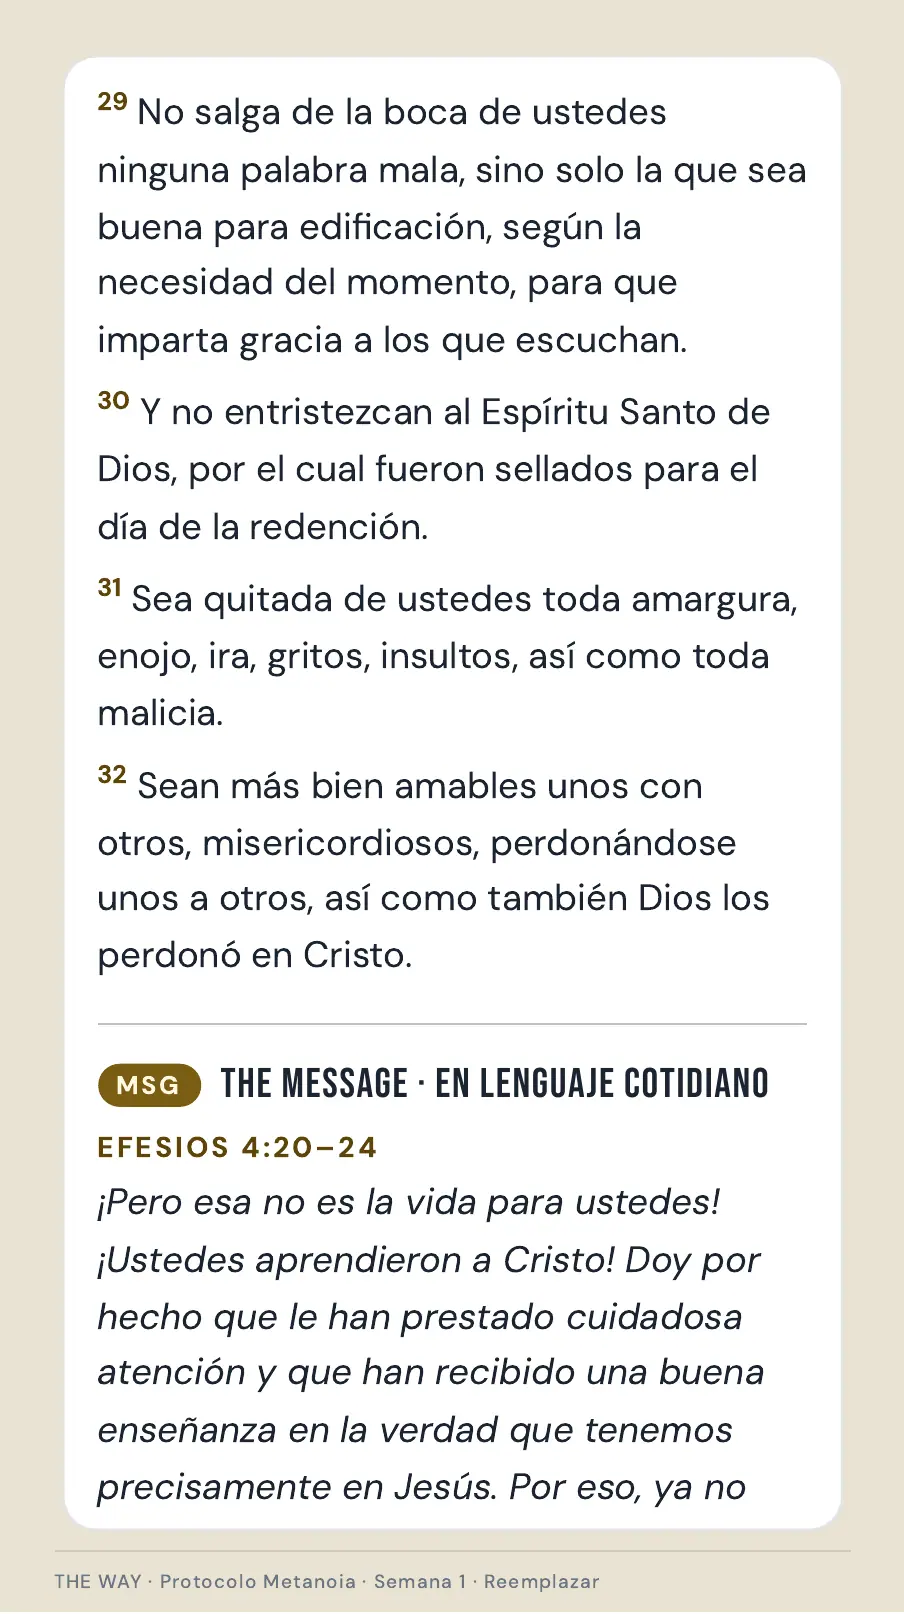 29 No salga de la boca de ustedes
ninguna palabra mala, sino solo la que sea
buena para edificación, según la
necesidad del momento, para que
imparta gracia a los que escuchan.
30 Y no entristezcan al Espíritu Santo de
Dios, por el cual fueron sellados para el
día de la redención.
31 Sea quitada de ustedes toda amargura,
enojo, ira, gritos, insultos, así como toda
malicia.
32 Sean más bien amables unos con
otros, misericordiosos, perdonándose
unos a otros, así como también Dios los
perdonó en Cristo.
MSG THE MESSAGE · EN LENGUAJE COTIDIANO
EFESIOS 4:20–24
¡Pero esa no es la vida para ustedes!
¡Ustedes aprendieron a Cristo! Doy por
hecho que le han prestado cuidadosa
atención y que han recibido una buena
enseñanza en la verdad que tenemos
precisamente en Jesús. Por eso, ya no
THE WAY · Protocolo Metanoia · Semana 1 · Reemplazar